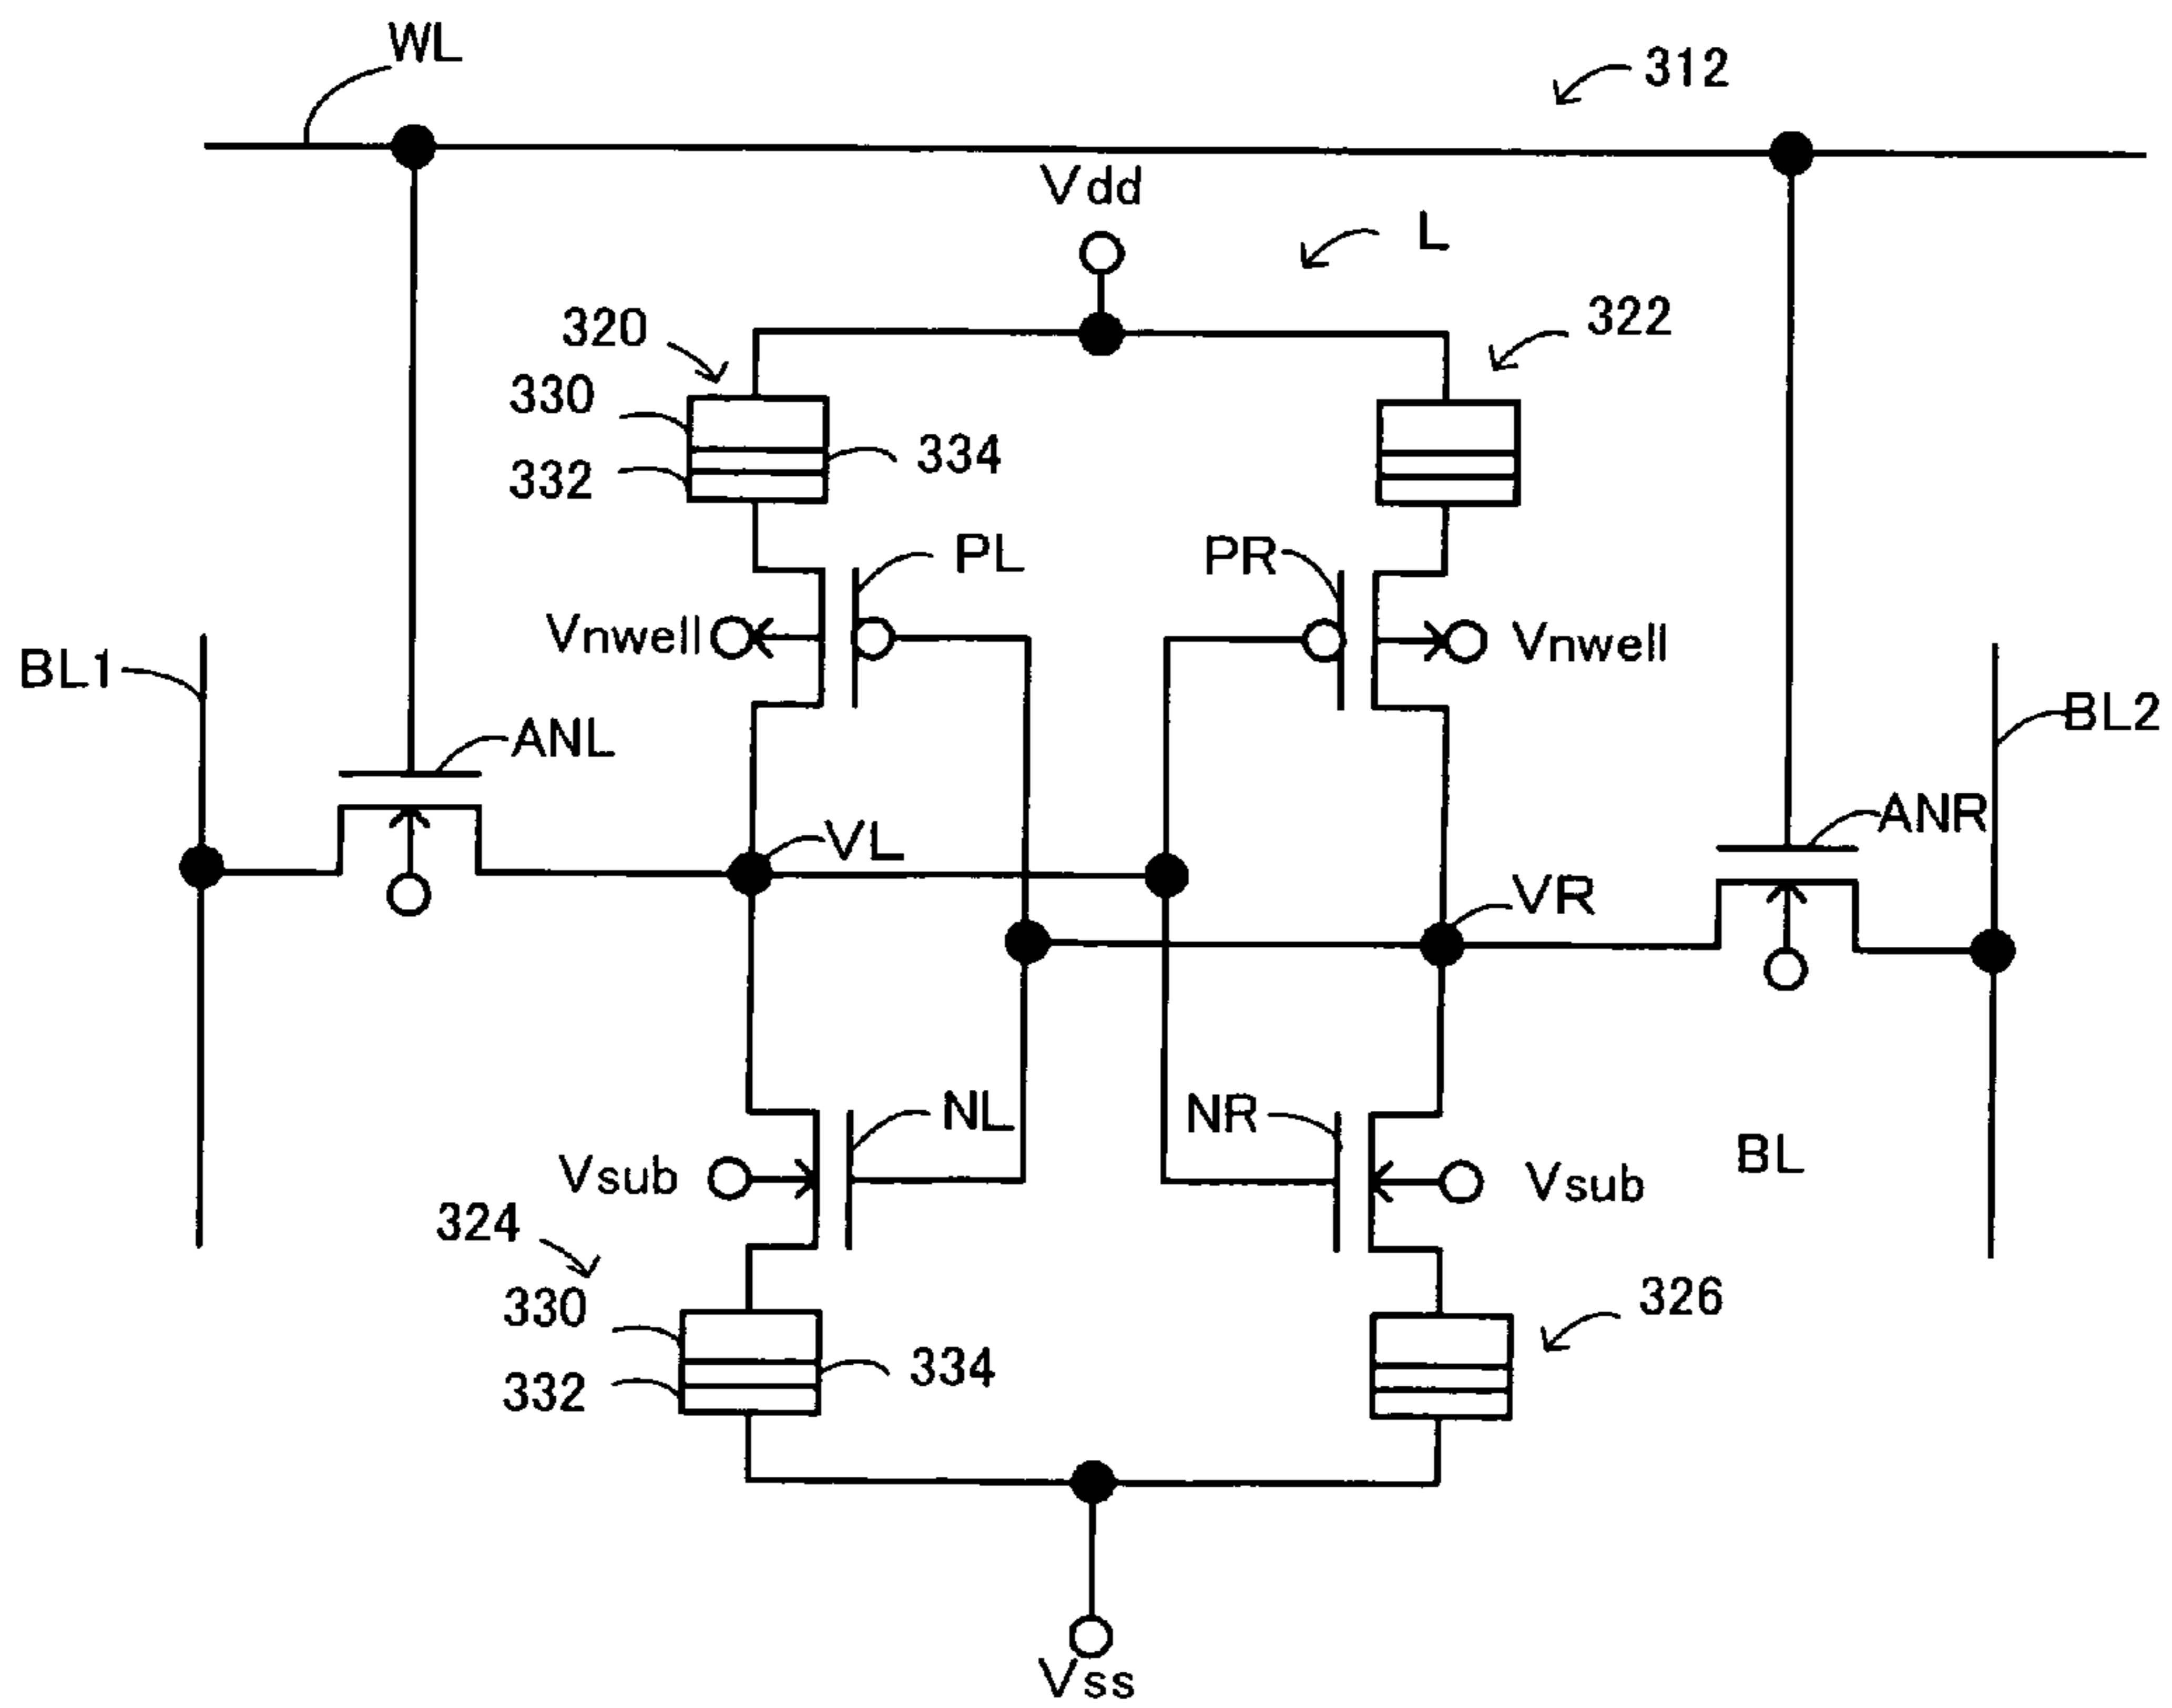 WL
312
Vdd
L
320
322
330
334
332
PL
PR
Vnwell
Vnwell
BL1
BL2
ANL
ANR
VL
VR
NL
NR
BL
Vsub
Vsub
324
330
326
334
332
Vss